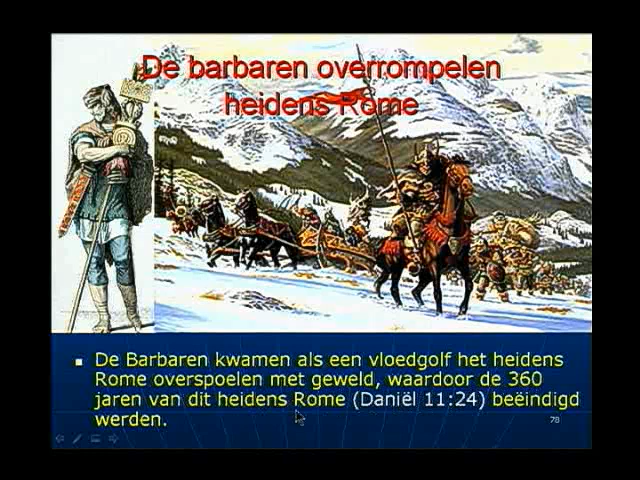 De barbaren overrompelen
heidens Rome
De Barbaren kwamen als een vloedgolf het heidens
Rome overspoelen met geweld, waardoor de 360
jaren van dit heidens Rome (Daniël 11:24) beëindigd
werden.
78